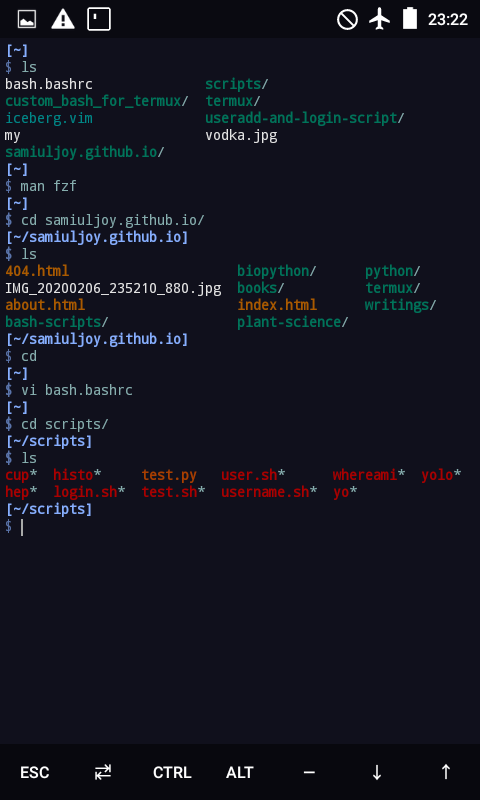 23:22
[~]
$ ls
bash.bashrc scripts/
custom_bash_for_termux/ termux/
iceberg.vim useradd-and-login-script/
my vodka.jpg
samiuljoy.github.io/
[~]
$ man fzf
[~]
$ cd samiuljoy.github.io/
[~/samiuljoy.github.io]
$ ls
404.html biopython/ python/
IMG_20200206_235210_880.jpg books/ termux/
about.html index.html writings/
bash-scripts/ plant-science/
[~/samiuljoy.github.io]
$ cd
[~]
$ vi bash.bashrc
[~]
$ cd scripts/
[~/scripts]
$ ls
cup* histo* test.py user.sh* whereami* yolo*
hep* login.sh* test.sh* username.sh* yo*
[~/scripts]
$
ESC ⇄ CTRL ALT — ↓ ↑